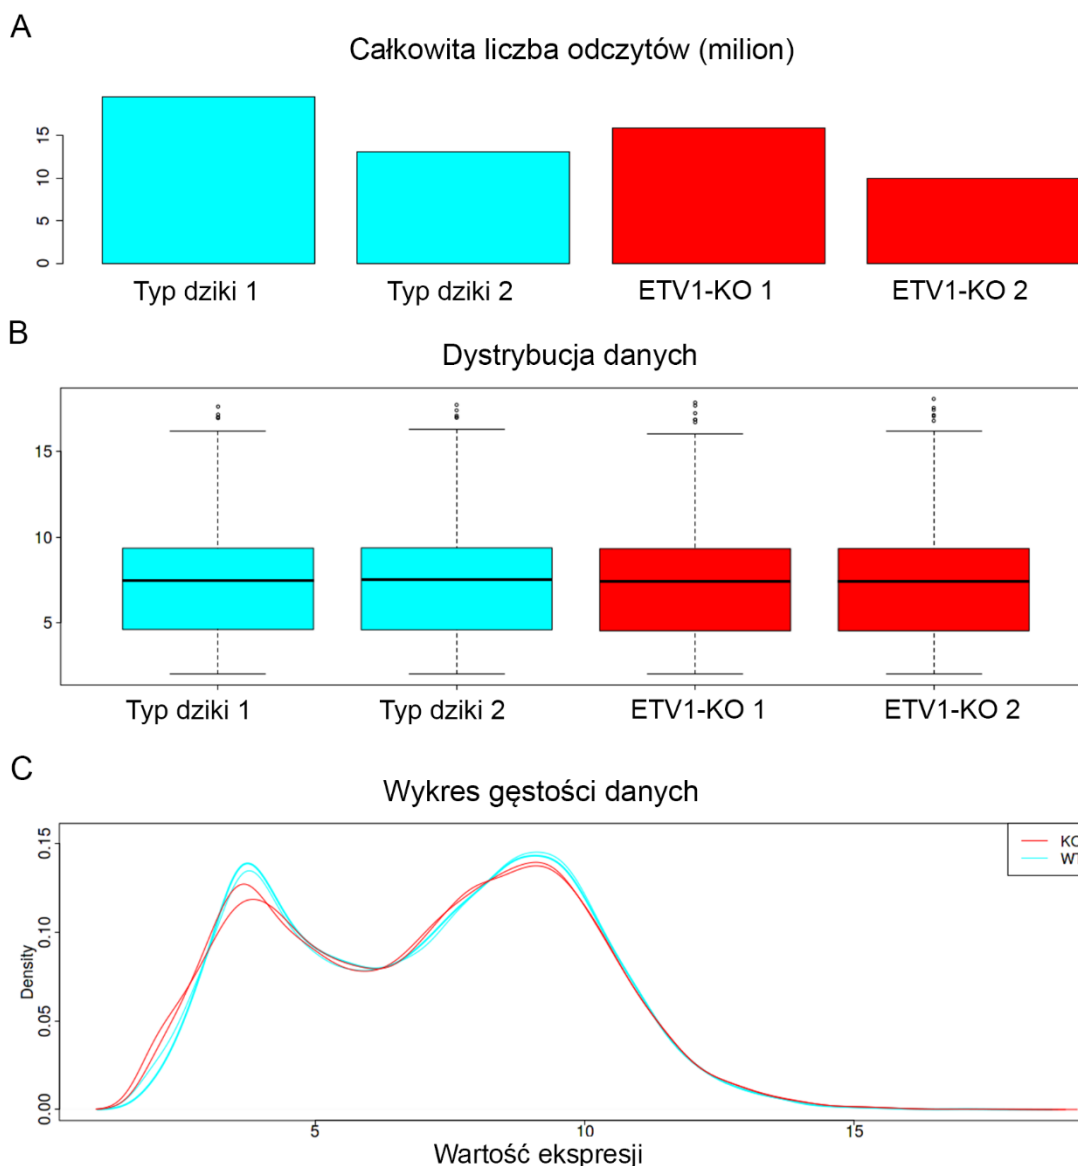 A
Całkowita liczba odczytów (milion)
15
10
5
0
Typ dziki 1 Typ dziki 2 ETV1-KO 1 ETV1-KO 2
B
Dystrybucja danych
15
10
5
Typ dziki 1 Typ dziki 2 ETV1-KO 1 ETV1-KO 2
C
Wykres gęstości danych
KO
WT
0.15
0.10
0.05
0.00
Density
5 10 15
Wartość ekspresji